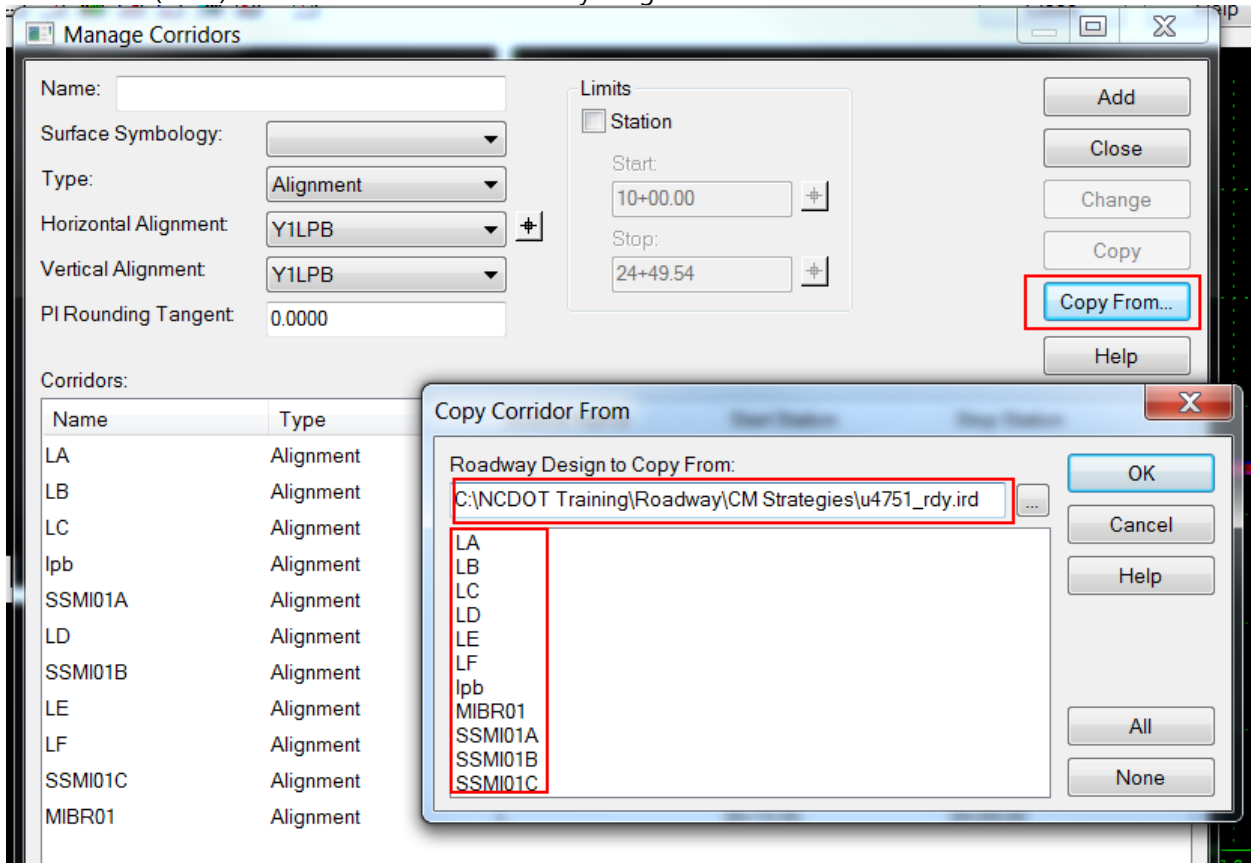 Manage Corridors
Name:
Surface Symbology:
Type:
Alignment
Horizontal Alignment:
Y1LPB
Vertical Alignment:
Y1LPB
PI Rounding Tangent:
0.0000
Limits
Station
Start:
10+00.00
Stop:
24+49.54
Add
Close
Change
Copy
Copy From...
Help
Corridors:
Name Type
LA Alignment
LB Alignment
LC Alignment
lpb Alignment
SSMI01A Alignment
LD Alignment
SSMI01B Alignment
LE Alignment
LF Alignment
SSMI01C Alignment
MIBR01 Alignment
Copy Corridor From
Roadway Design to Copy From:
C:\NCDOT Training\Roadway\CM Strategies\u4751_rdy.ird
...
LA
LB
LC
LD
LE
LF
lpb
MIBR01
SSMI01A
SSMI01B
SSMI01C
OK
Cancel
Help
All
None